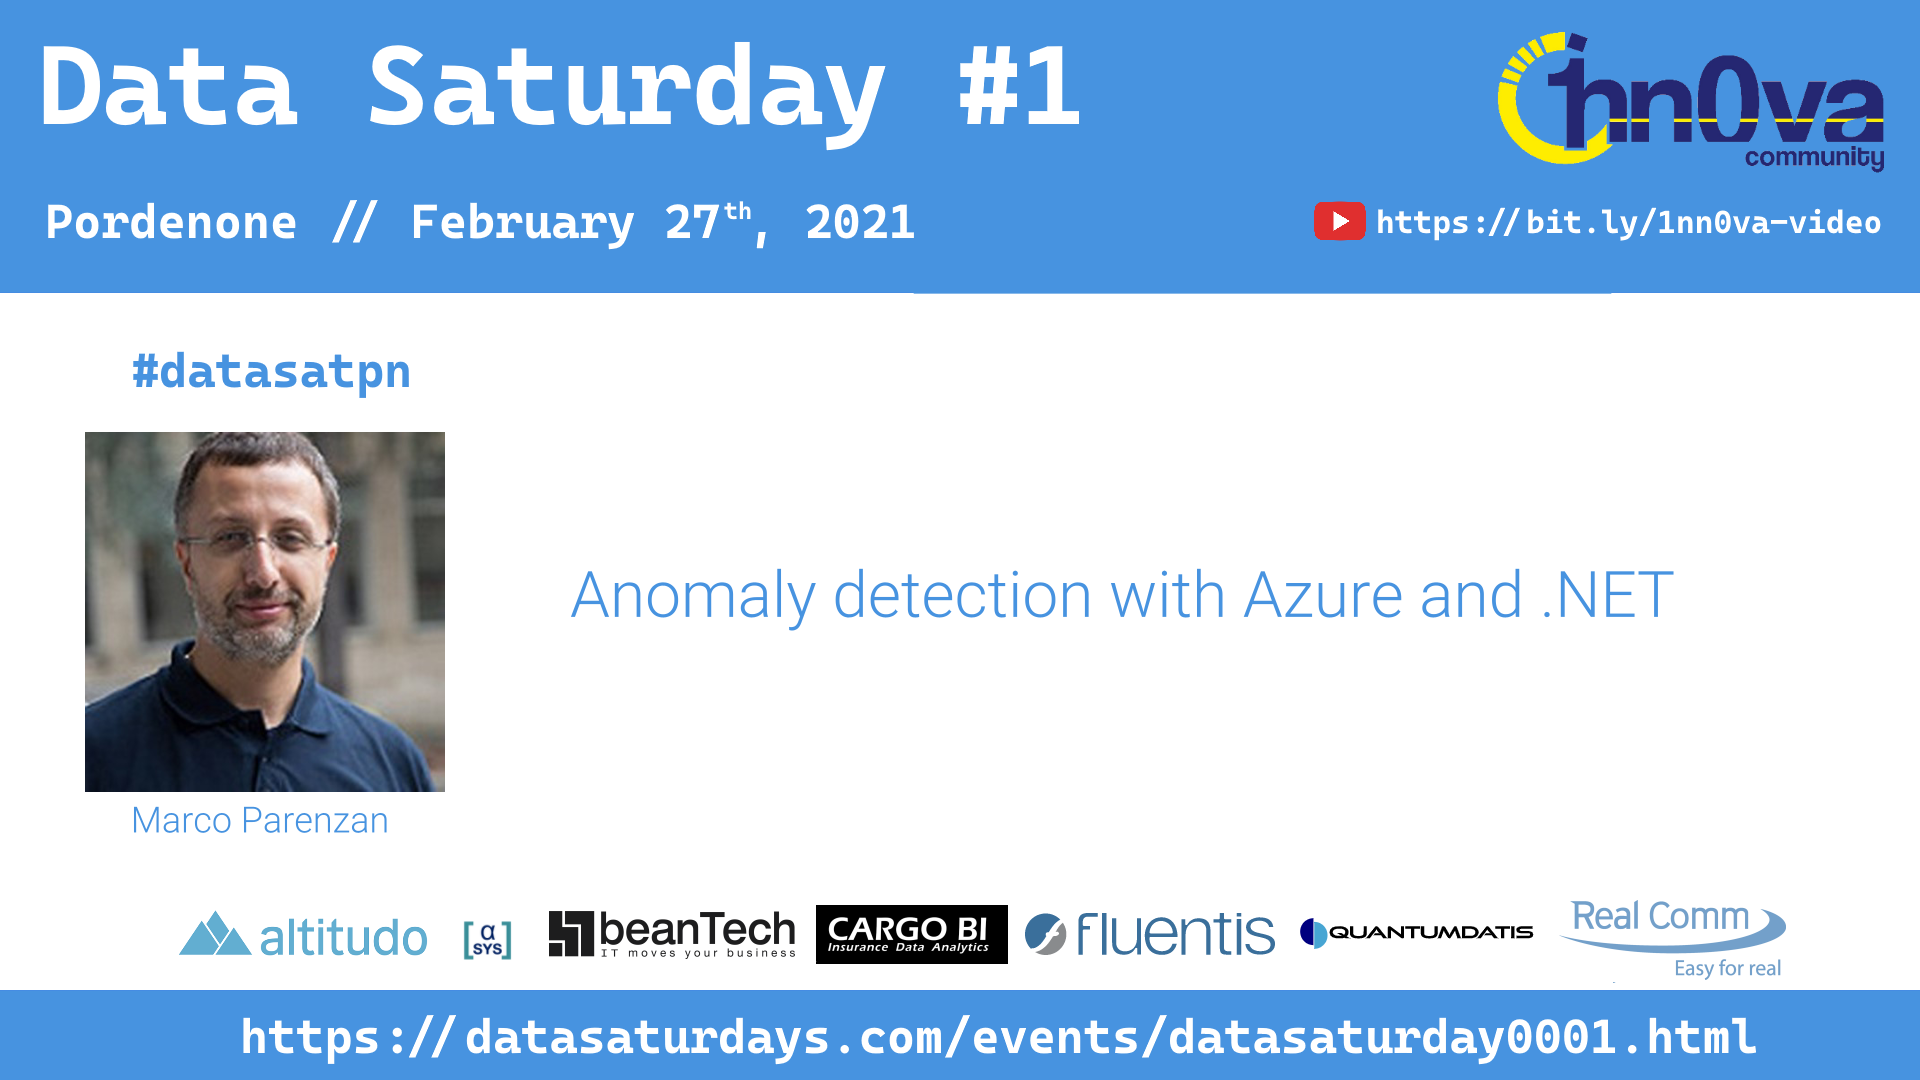 Data Saturday #1
1nn0va
community
Pordenone // February 27th, 2021
https://bit.ly/1nn0va-video
#datasatpn
Anomaly detection with Azure and .NET
Marco Parenzan
altitudo
[α SYS]
beanTech
IT moves your business
CARGO BI
Insurance Data Analytics
fluentis
QUANTUMDATIS
Real Comm
Easy for real
https://datasaturdays.com/events/datasaturday0001.html